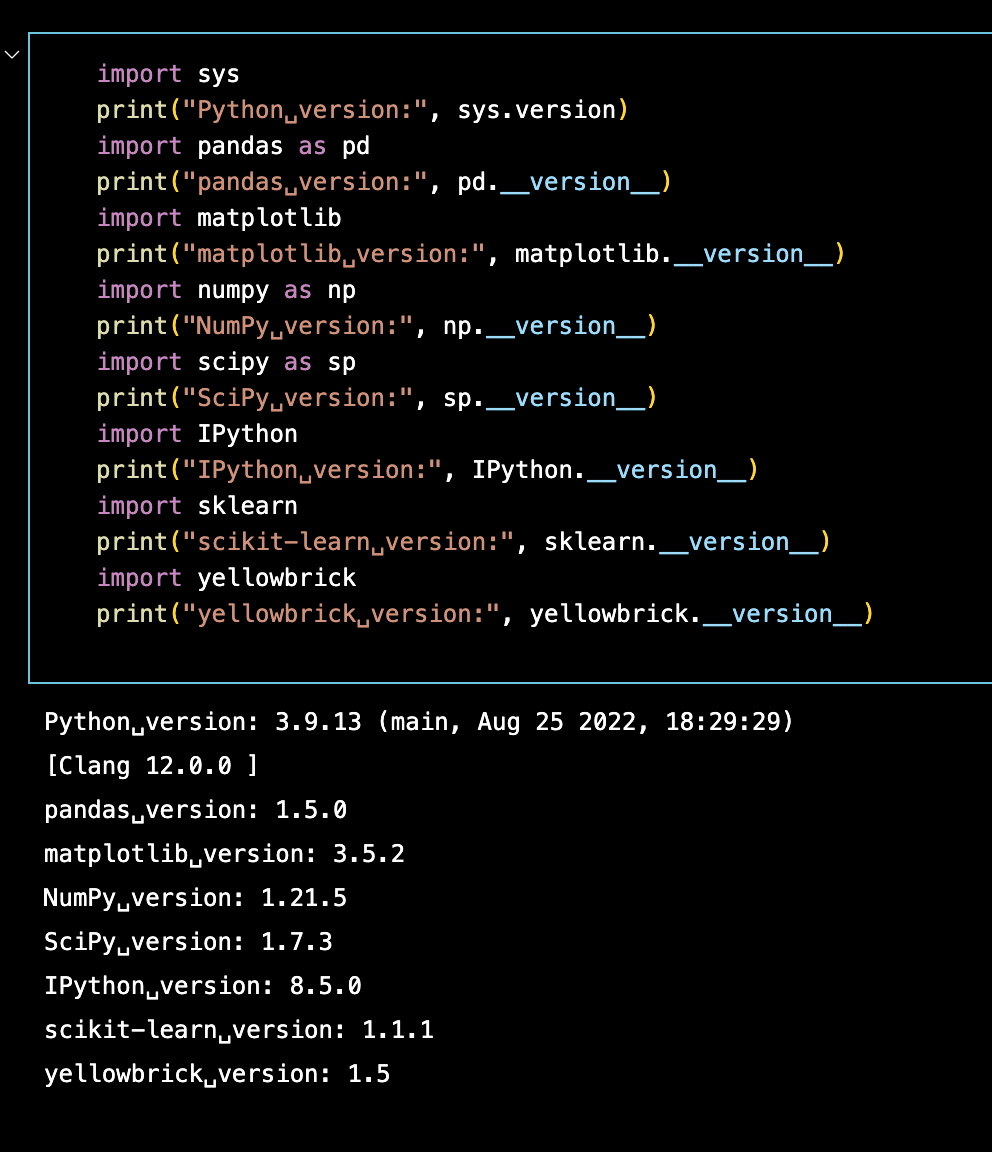 import sys
print("Python␣version:", sys.version)
import pandas as pd
print("pandas␣version:", pd.__version__)
import matplotlib
print("matplotlib␣version:", matplotlib.__version__)
import numpy as np
print("NumPy␣version:", np.__version__)
import scipy as sp
print("SciPy␣version:", sp.__version__)
import IPython
print("IPython␣version:", IPython.__version__)
import sklearn
print("scikit-learn␣version:", sklearn.__version__)
import yellowbrick
print("yellowbrick␣version:", yellowbrick.__version__)
Python␣version: 3.9.13 (main, Aug 25 2022, 18:29:29)
[Clang 12.0.0 ]
pandas␣version: 1.5.0
matplotlib␣version: 3.5.2
NumPy␣version: 1.21.5
SciPy␣version: 1.7.3
IPython␣version: 8.5.0
scikit-learn␣version: 1.1.1
yellowbrick␣version: 1.5